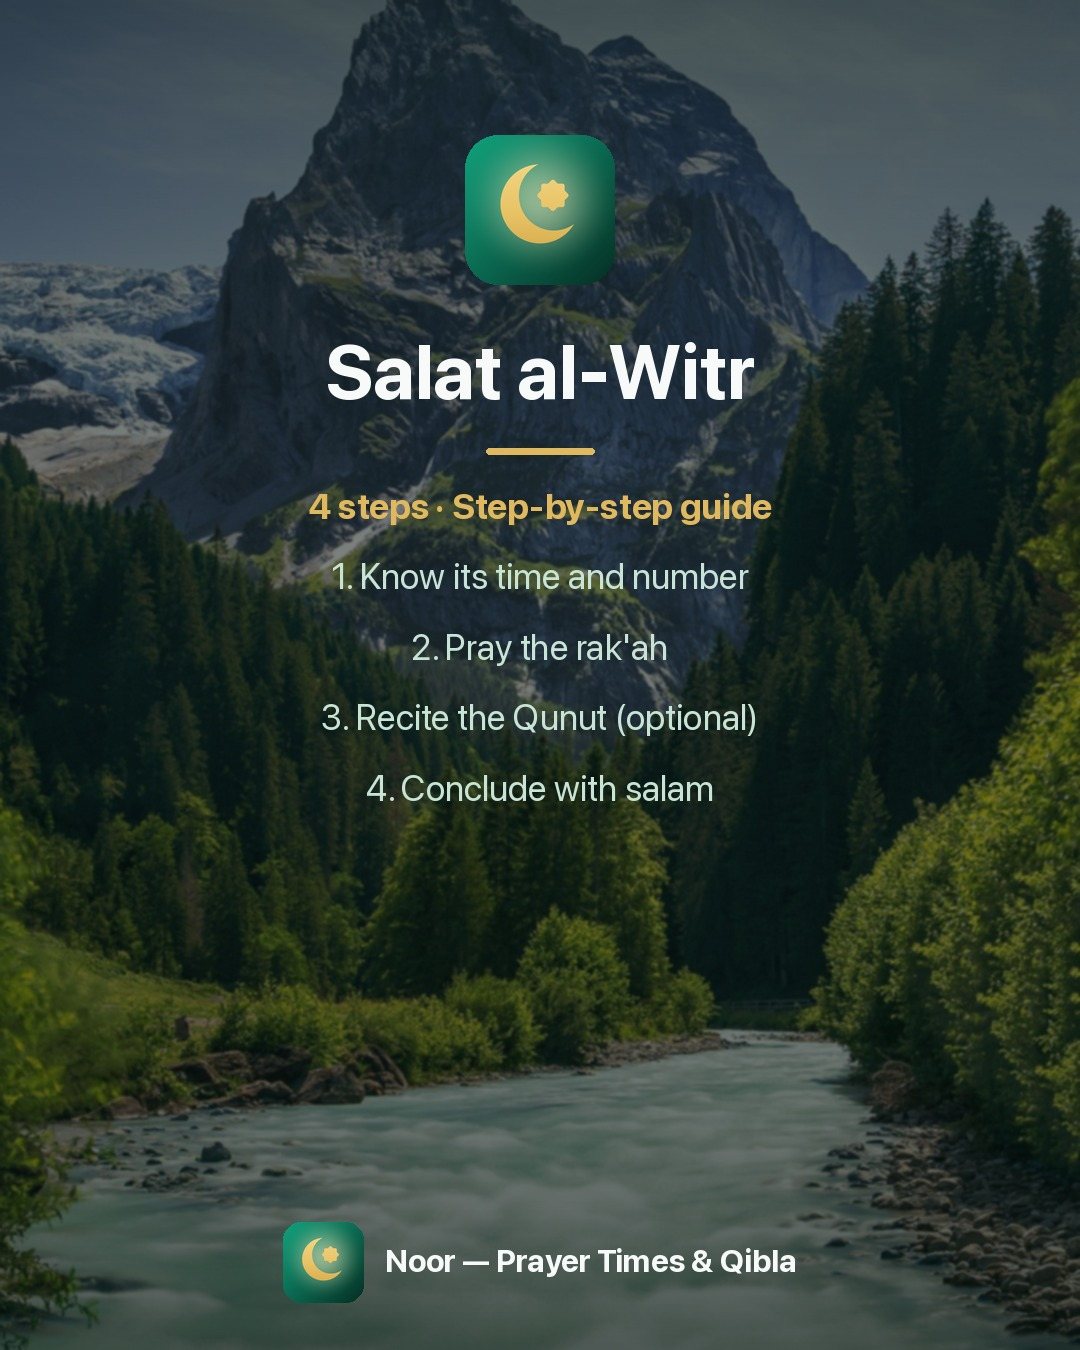 Salat al-Witr
4 steps · Step-by-step guide
1. Know its time and number
2. Pray the rak'ah
3. Recite the Qunut (optional)
4. Conclude with salam
Noor — Prayer Times & Qibla